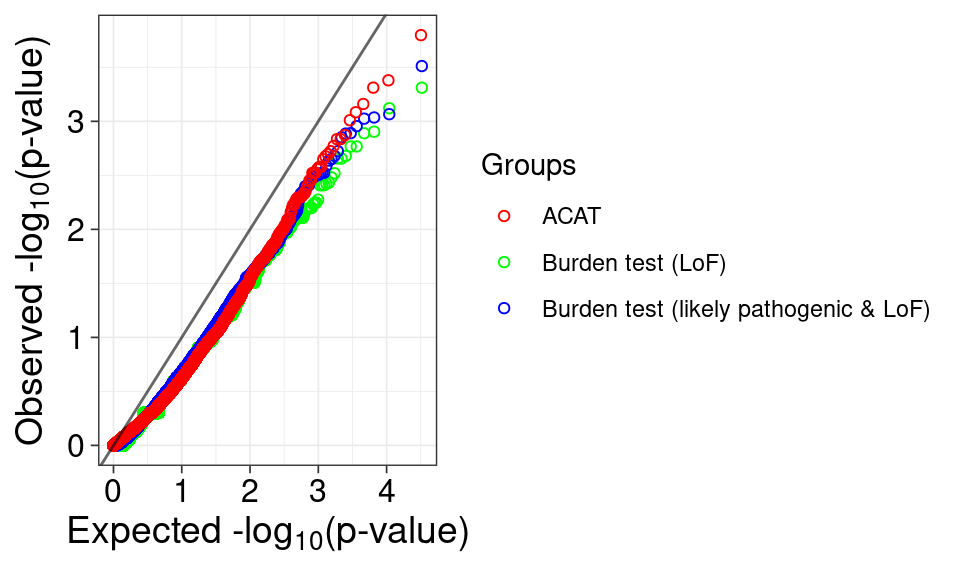 Observed -log10(p-value)
3
2
1
0
0 1 2 3 4
Expected -log10(p-value)
Groups
ACAT
Burden test (LoF)
Burden test (likely pathogenic & LoF)